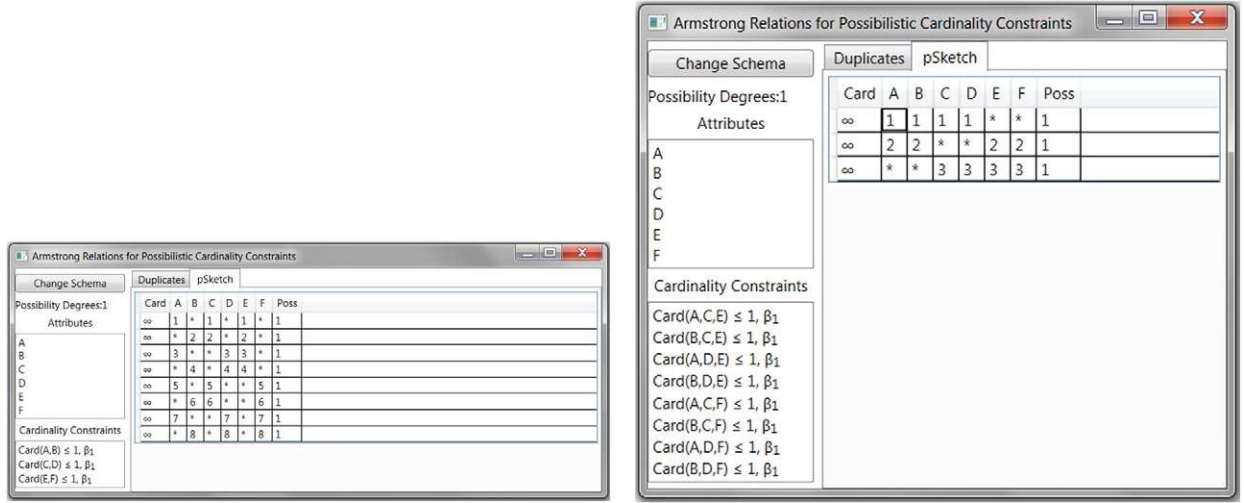 Armstrong Relations for Possibilistic Cardinality Constraints
Change Schema
Possibility Degrees:1
Attributes
A
B
C
D
E
F
Cardinality Constraints
Card(A,B) ≤ 1, β1
Card(C,D) ≤ 1, β1
Card(E,F) ≤ 1, β1
Duplicates pSketch
Card A B C D E F Poss
∞ 1 * 1 * 1 * 1
∞ * 2 2 * 2 * 1
∞ 3 * * 3 3 * 1
∞ * 4 * 4 4 * 1
∞ 5 * 5 * * 5 1
∞ * 6 6 * * 6 1
∞ 7 * * 7 * 7 1
∞ * 8 * 8 * 8 1
Armstrong Relations for Possibilistic Cardinality Constraints
Change Schema
Possibility Degrees:1
Attributes
A
B
C
D
E
F
Cardinality Constraints
Card(A,C,E) ≤ 1, β1
Card(B,C,E) ≤ 1, β1
Card(A,D,E) ≤ 1, β1
Card(B,D,E) ≤ 1, β1
Card(A,C,F) ≤ 1, β1
Card(B,C,F) ≤ 1, β1
Card(A,D,F) ≤ 1, β1
Card(B,D,F) ≤ 1, β1
Duplicates pSketch
Card A B C D E F Poss
∞ 1 1 1 1 * * 1
∞ 2 2 * * 2 2 1
∞ * * 3 3 3 3 1